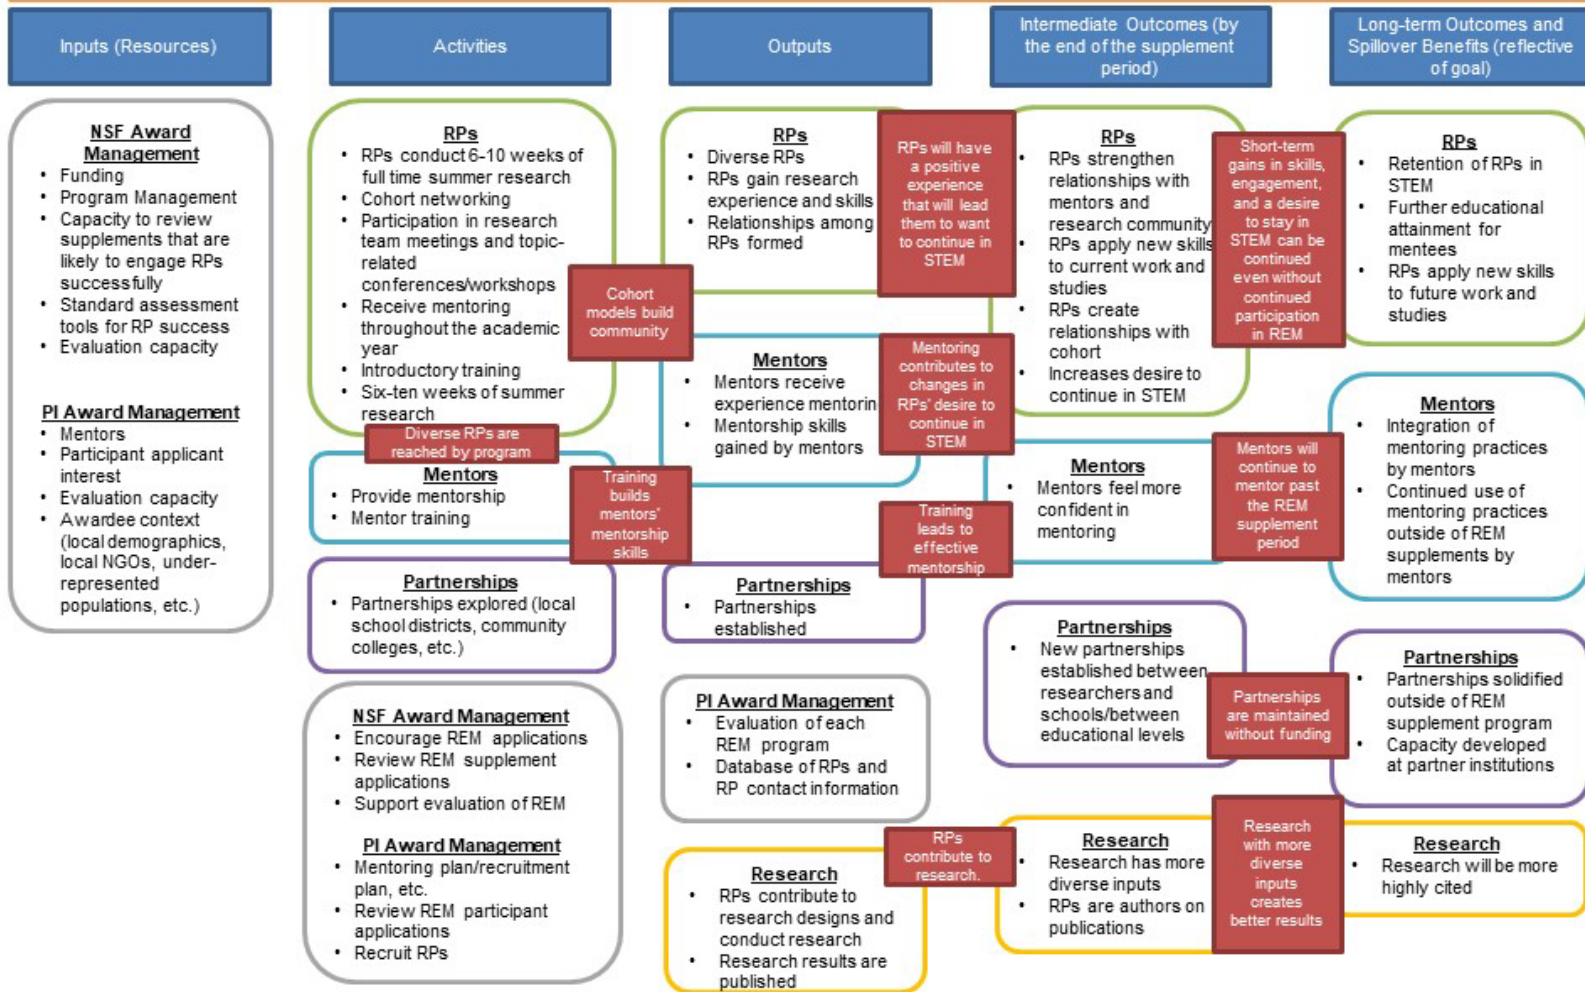 Inputs (Resources)
Activities
Outputs
Intermediate Outcomes (by
the end of the supplement
period)
Long-term Outcomes and
Spillover Benefits (reflective
of goal)
NSF Award
Management
• Funding
• Program Management
• Capacity to review
supplements that are
likely to engage RPs
successfully
• Standard assessment
tools for RP success
• Evaluation capacity
PI Award Management
• Mentors
• Participant applicant
interest
• Evaluation capacity
• Awardee context
(local demographics,
local NGOs, under-
represented
populations, etc.)
RPs
• RPs conduct 6-10 weeks of
full time summer research
• Cohort networking
• Participation in research
team meetings and topic-
related
conferences/workshops
• Receive mentoring
throughout the academic
year
• Introductory training
• Six-ten weeks of summer
research
Diverse RPs are
reached by program
Mentors
• Provide mentorship
• Mentor training
Partnerships
• Partnerships explored (local
school districts, community
colleges, etc.)
NSF Award Management
• Encourage REM applications
• Review REM supplement
applications
• Support evaluation of REM
PI Award Management
• Mentoring plan/recruitment
plan, etc.
• Review REM participant
applications
• Recruit RPs
Cohort
models build
community
Training
builds
mentors'
mentorship
skills
RPs
• Diverse RPs
• RPs gain research
experience and skills
• Relationships among
RPs formed
Mentors
• Mentors receive
experience mentorin
• Mentorship skills
gained by mentors
Partnerships
• Partnerships
established
PI Award Management
• Evaluation of each
REM program
• Database of RPs and
RP contact information
Research
• RPs contribute to
research designs and
conduct research
• Research results are
published
RPs will have
a positive
experience
that will lead
them to want
to continue in
STEM
Mentoring
contributes to
changes in
RPs' desire to
continue in
STEM
Training
leads to
effective
mentorship
RPs
contribute to
research.
RPs
• RPs strengthen
relationships with
mentors and
research community
• RPs apply new skills
to current work and
studies
• RPs create
relationships with
cohort
• Increases desire to
continue in STEM
Mentors
• Mentors feel more
confident in
mentoring
Partnerships
• New partnerships
established between
researchers and
schools/between
educational levels
Research
• Research has more
diverse inputs
• RPs are authors on
publications
Short-term
gains in skills,
engagement,
and a desire
to stay in
STEM can be
continued
even without
continued
participation
in REM
Mentors will
continue to
mentor past
the REM
supplement
period
Partnerships
are maintained
without funding
Research
with more
diverse
inputs
creates
better results
RPs
• Retention of RPs in
STEM
• Further educational
attainment for
mentees
• RPs apply new skills
to future work and
studies
Mentors
• Integration of
mentoring practices
by mentors
• Continued use of
mentoring practices
outside of REM
supplements by
mentors
Partnerships
• Partnerships solidified
outside of REM
supplement program
• Capacity developed
at partner institutions
Research
• Research will be more
highly cited